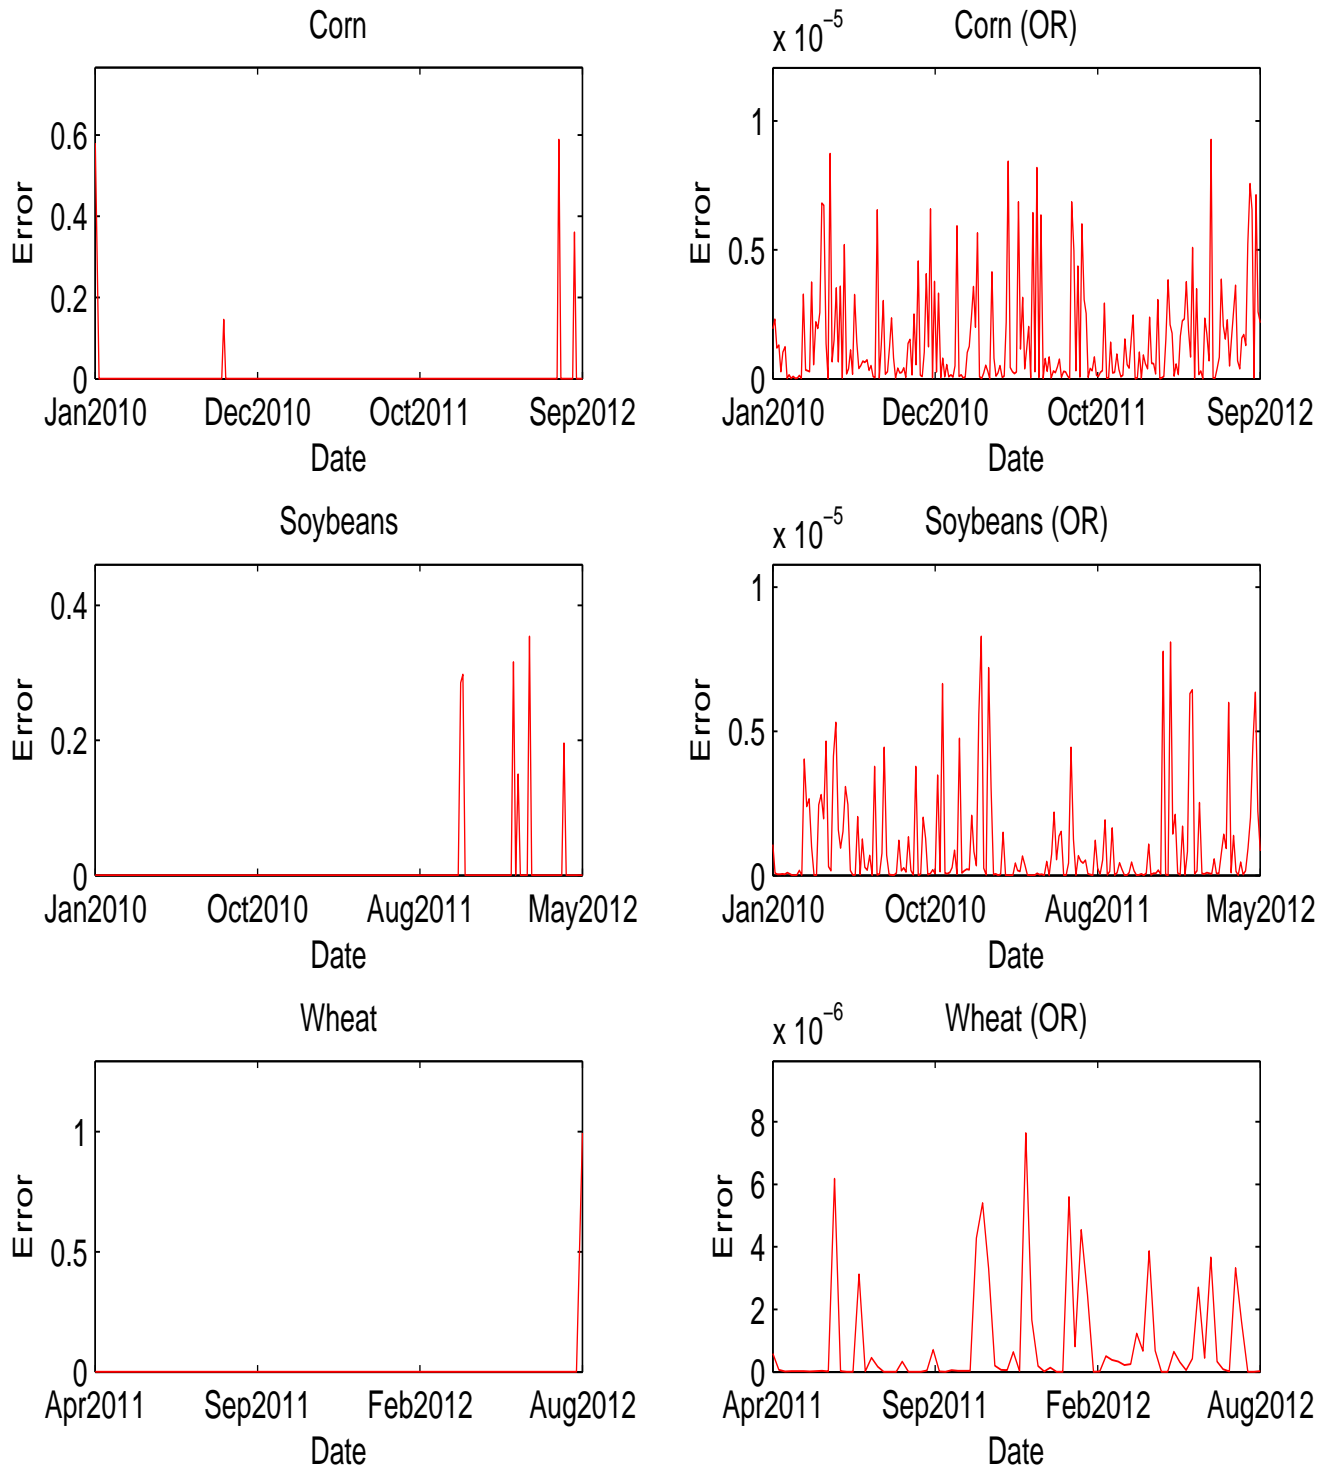 Corn
Error
0.6
0.4
0.2
0
Jan2010 Dec2010 Oct2011 Sep2012
Date
x 10⁻⁵
Corn (OR)
Error
1
0.5
0
Jan2010 Dec2010 Oct2011 Sep2012
Date
Soybeans
Error
0.4
0.2
0
Jan2010 Oct2010 Aug2011 May2012
Date
x 10⁻⁵
Soybeans (OR)
Error
1
0.5
0
Jan2010 Oct2010 Aug2011 May2012
Date
Wheat
Error
1
0.5
0
Apr2011 Sep2011 Feb2012 Aug2012
Date
x 10⁻⁶
Wheat (OR)
Error
8
6
4
2
0
Apr2011 Sep2011 Feb2012 Aug2012
Date